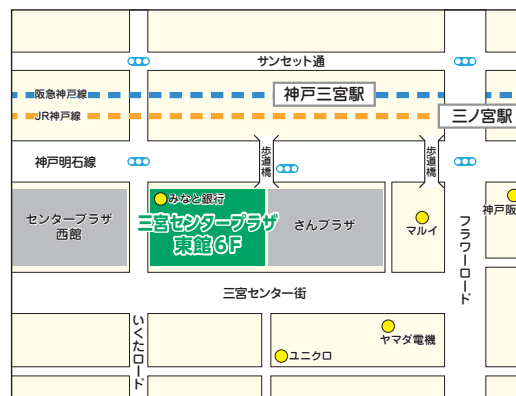 サンセット通
阪急神戸線
神戸三宮駅
JR神戸線
三ノ宮駅
神戸明石線
歩道橋
歩道橋
みなと銀行
センタープラザ
西館
三宮センタープラザ
東館6F
さんプラザ
マルイ
神戸阪
フラワーロード
三宮センター街
いくたロード
ヤマダ電機
ユニクロ